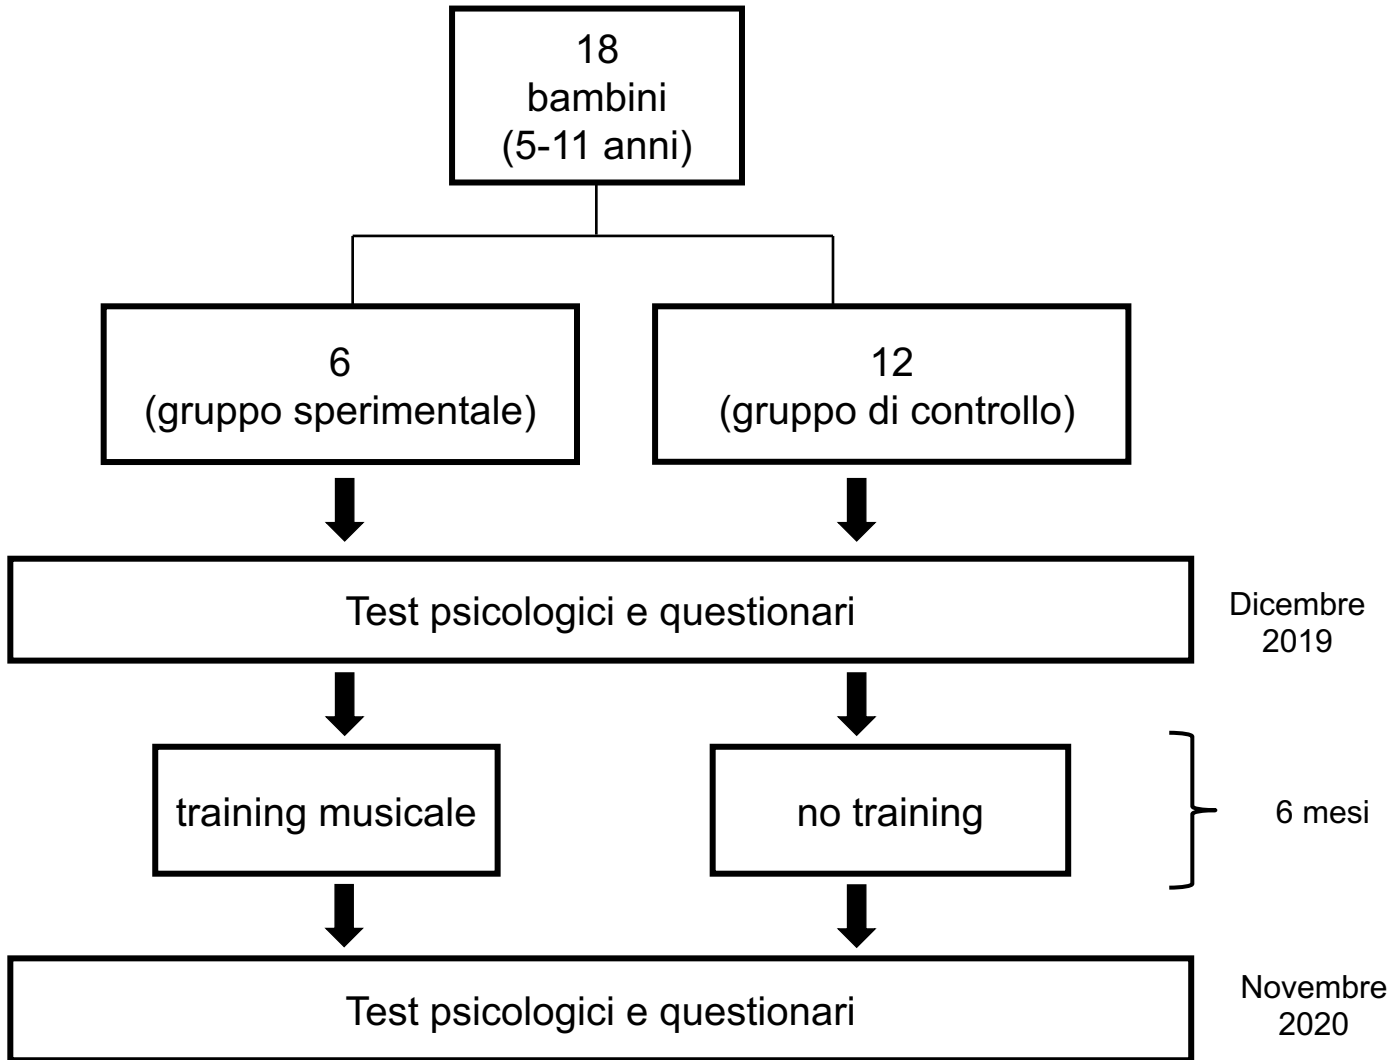 18
bambini
(5-11 anni)
6
(gruppo sperimentale)
12
(gruppo di controllo)
Test psicologici e questionari
Dicembre
2019
training musicale
no training
6 mesi
Test psicologici e questionari
Novembre
2020